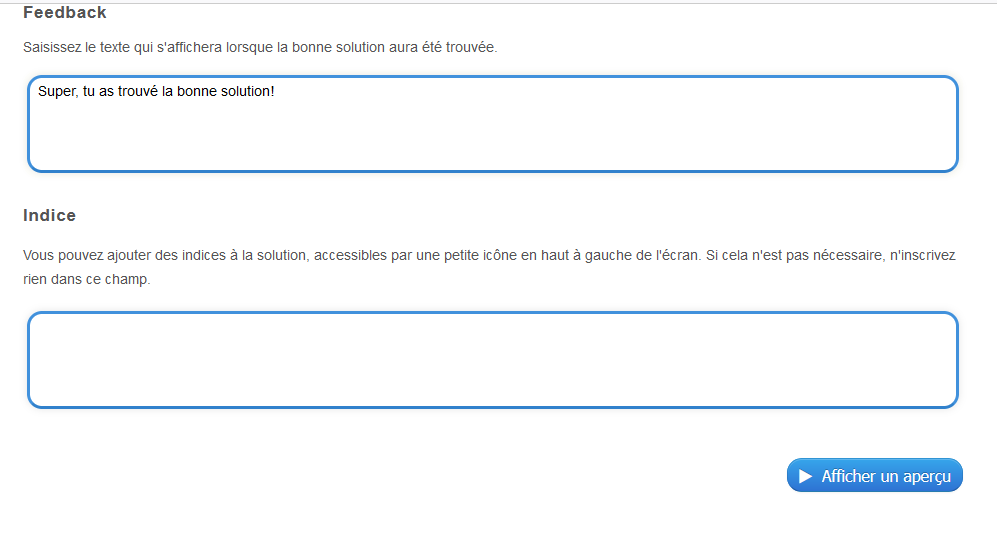 Feedback
Saisissez le texte qui s'affichera lorsque la bonne solution aura été trouvée.
Super, tu as trouvé la bonne solution!
Indice
Vous pouvez ajouter des indices à la solution, accessibles par une petite icône en haut à gauche de l'écran. Si cela n'est pas nécessaire, n'inscrivez
rien dans ce champ.
Afficher un aperçu